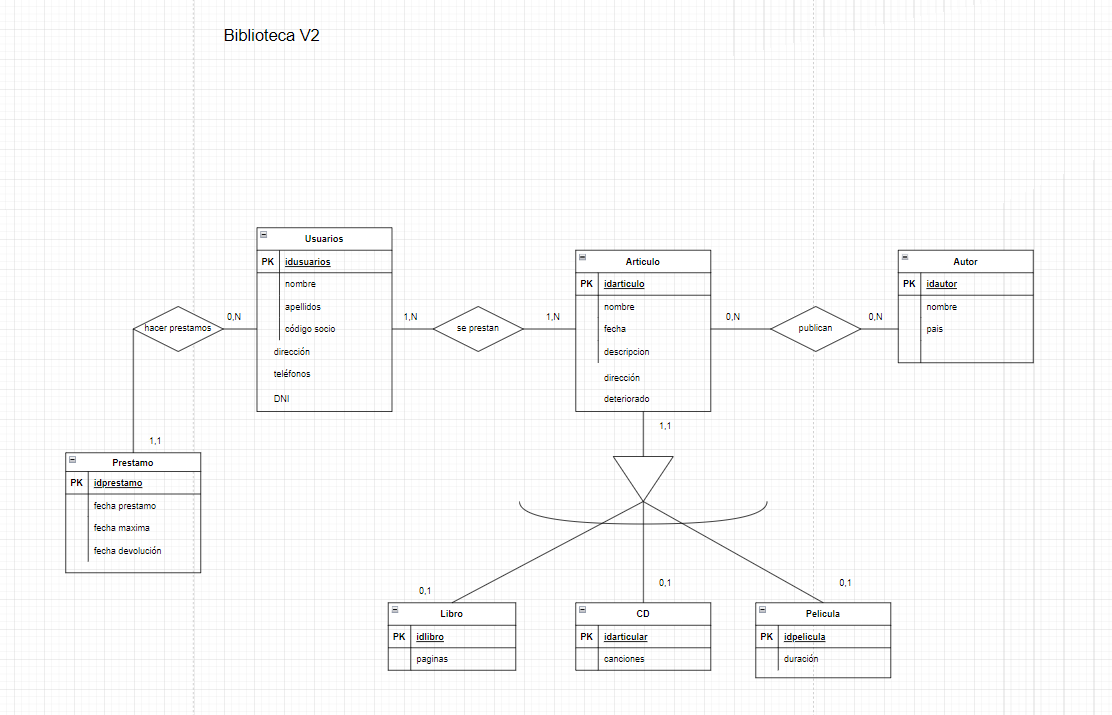 Biblioteca V2
Usuarios
PK idusuarios
nombre
apellidos
código socio
dirección
teléfonos
DNI
hacer prestamos
0,N
1,1
Prestamo
PK idprestamo
fecha prestamo
fecha maxima
fecha devolución
1,N
se prestan
1,N
Articulo
PK idarticulo
nombre
fecha
descripcion
dirección
deteriorado
0,N
publican
0,N
Autor
PK idautor
nombre
pais
1,1
0,1
0,1
0,1
Libro
PK idlibro
paginas
CD
PK idarticular
canciones
Pelicula
PK idpelicula
duración